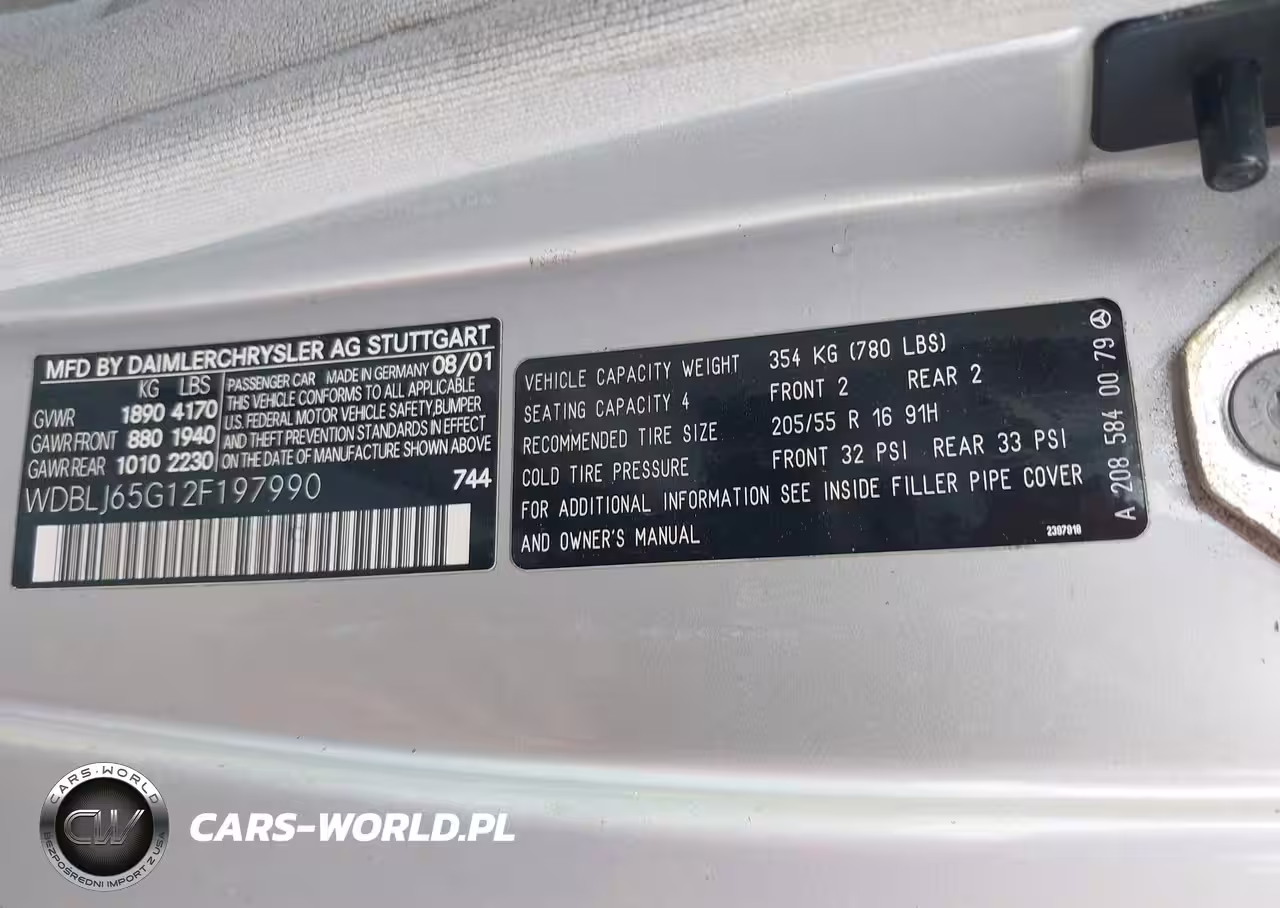 MFD BY DAIMLERCHRYSLER AG STUTTGART
KG LBS
GVWR 1890 4170
GAWR FRONT 880 1940
GAWR REAR 1010 2230
PASSENGER CAR MADE IN GERMANY 08/01
THIS VEHICLE CONFORMS TO ALL APPLICABLE
U.S. FEDERAL MOTOR VEHICLE SAFETY, BUMPER
AND THEFT PREVENTION STANDARDS IN EFFECT
ON THE DATE OF MANUFACTURE SHOWN ABOVE
WDBLJ65G12F197990
744
VEHICLE CAPACITY WEIGHT 354 KG (780 LBS)
SEATING CAPACITY 4 FRONT 2 REAR 2
RECOMMENDED TIRE SIZE 205/55 R 16 91H
COLD TIRE PRESSURE FRONT 32 PSI REAR 33 PSI
FOR ADDITIONAL INFORMATION SEE INSIDE FILLER PIPE COVER
AND OWNER'S MANUAL
2397010
A 208 584 00 79
CARS-WORLD
CW
BEZPOŚREDNI IMPORT Z USA
CARS-WORLD.PL